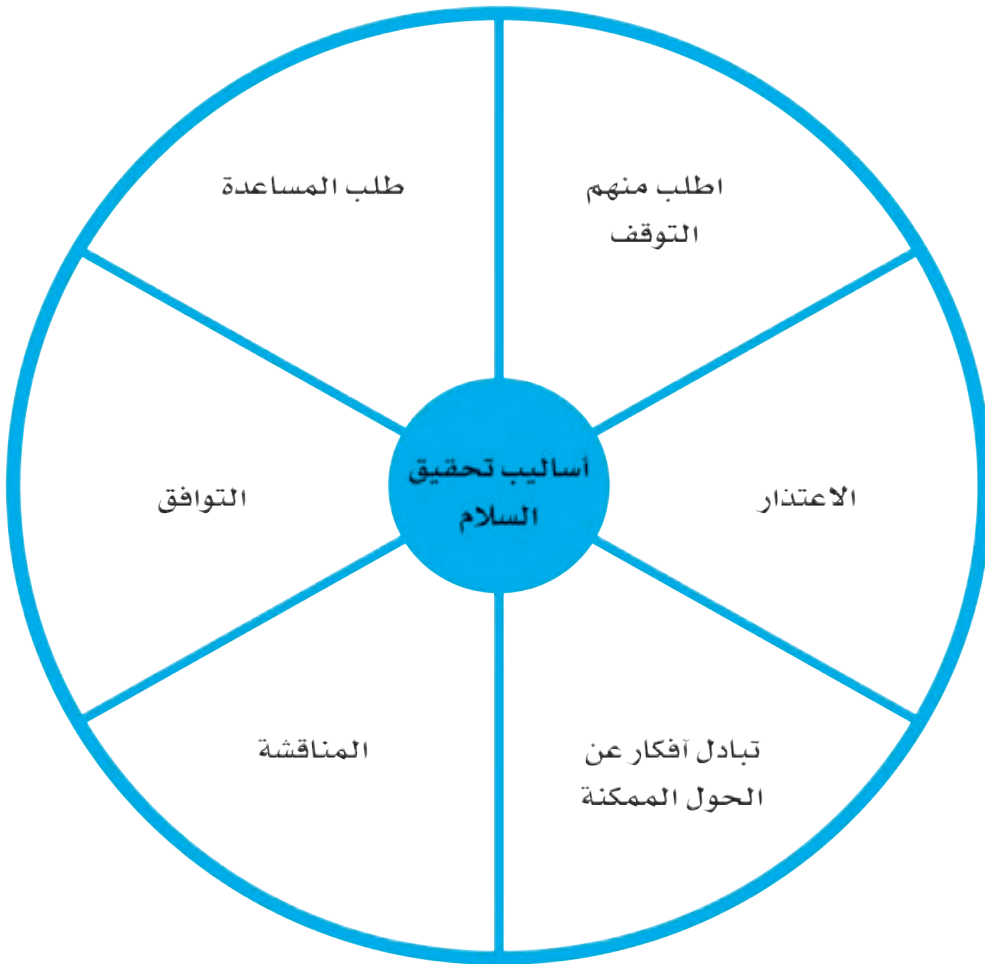 اطلب منهم
التوقف
طلب المساعدة
أساليب تحقيق
السلام
الاعتذار
التوافق
تبادل آفكار عن
الحول الممكنة
المناقشة